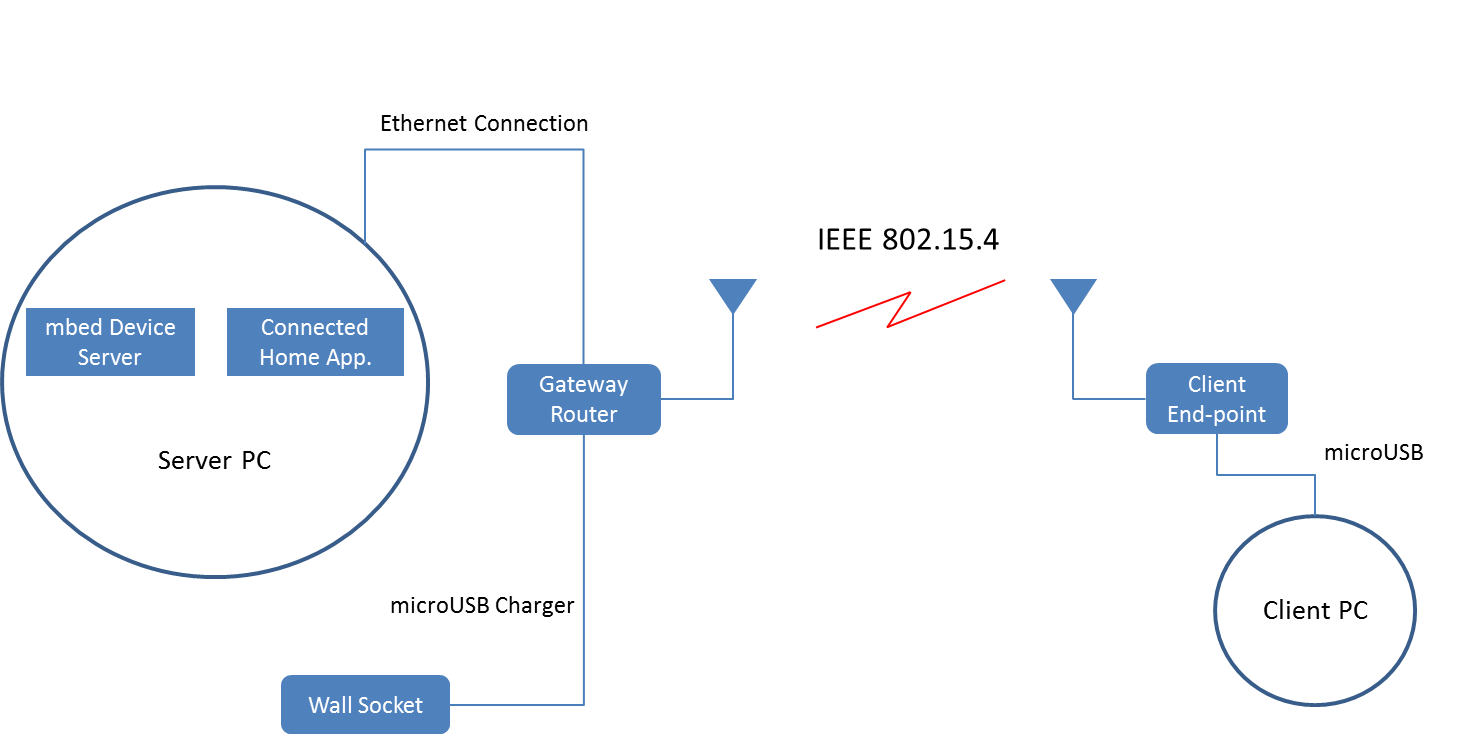 Ethernet Connection
IEEE 802.15.4
mbed Device
Server
Connected
Home App.
Server PC
Gateway
Router
Client
End-point
microUSB
microUSB Charger
Client PC
Wall Socket